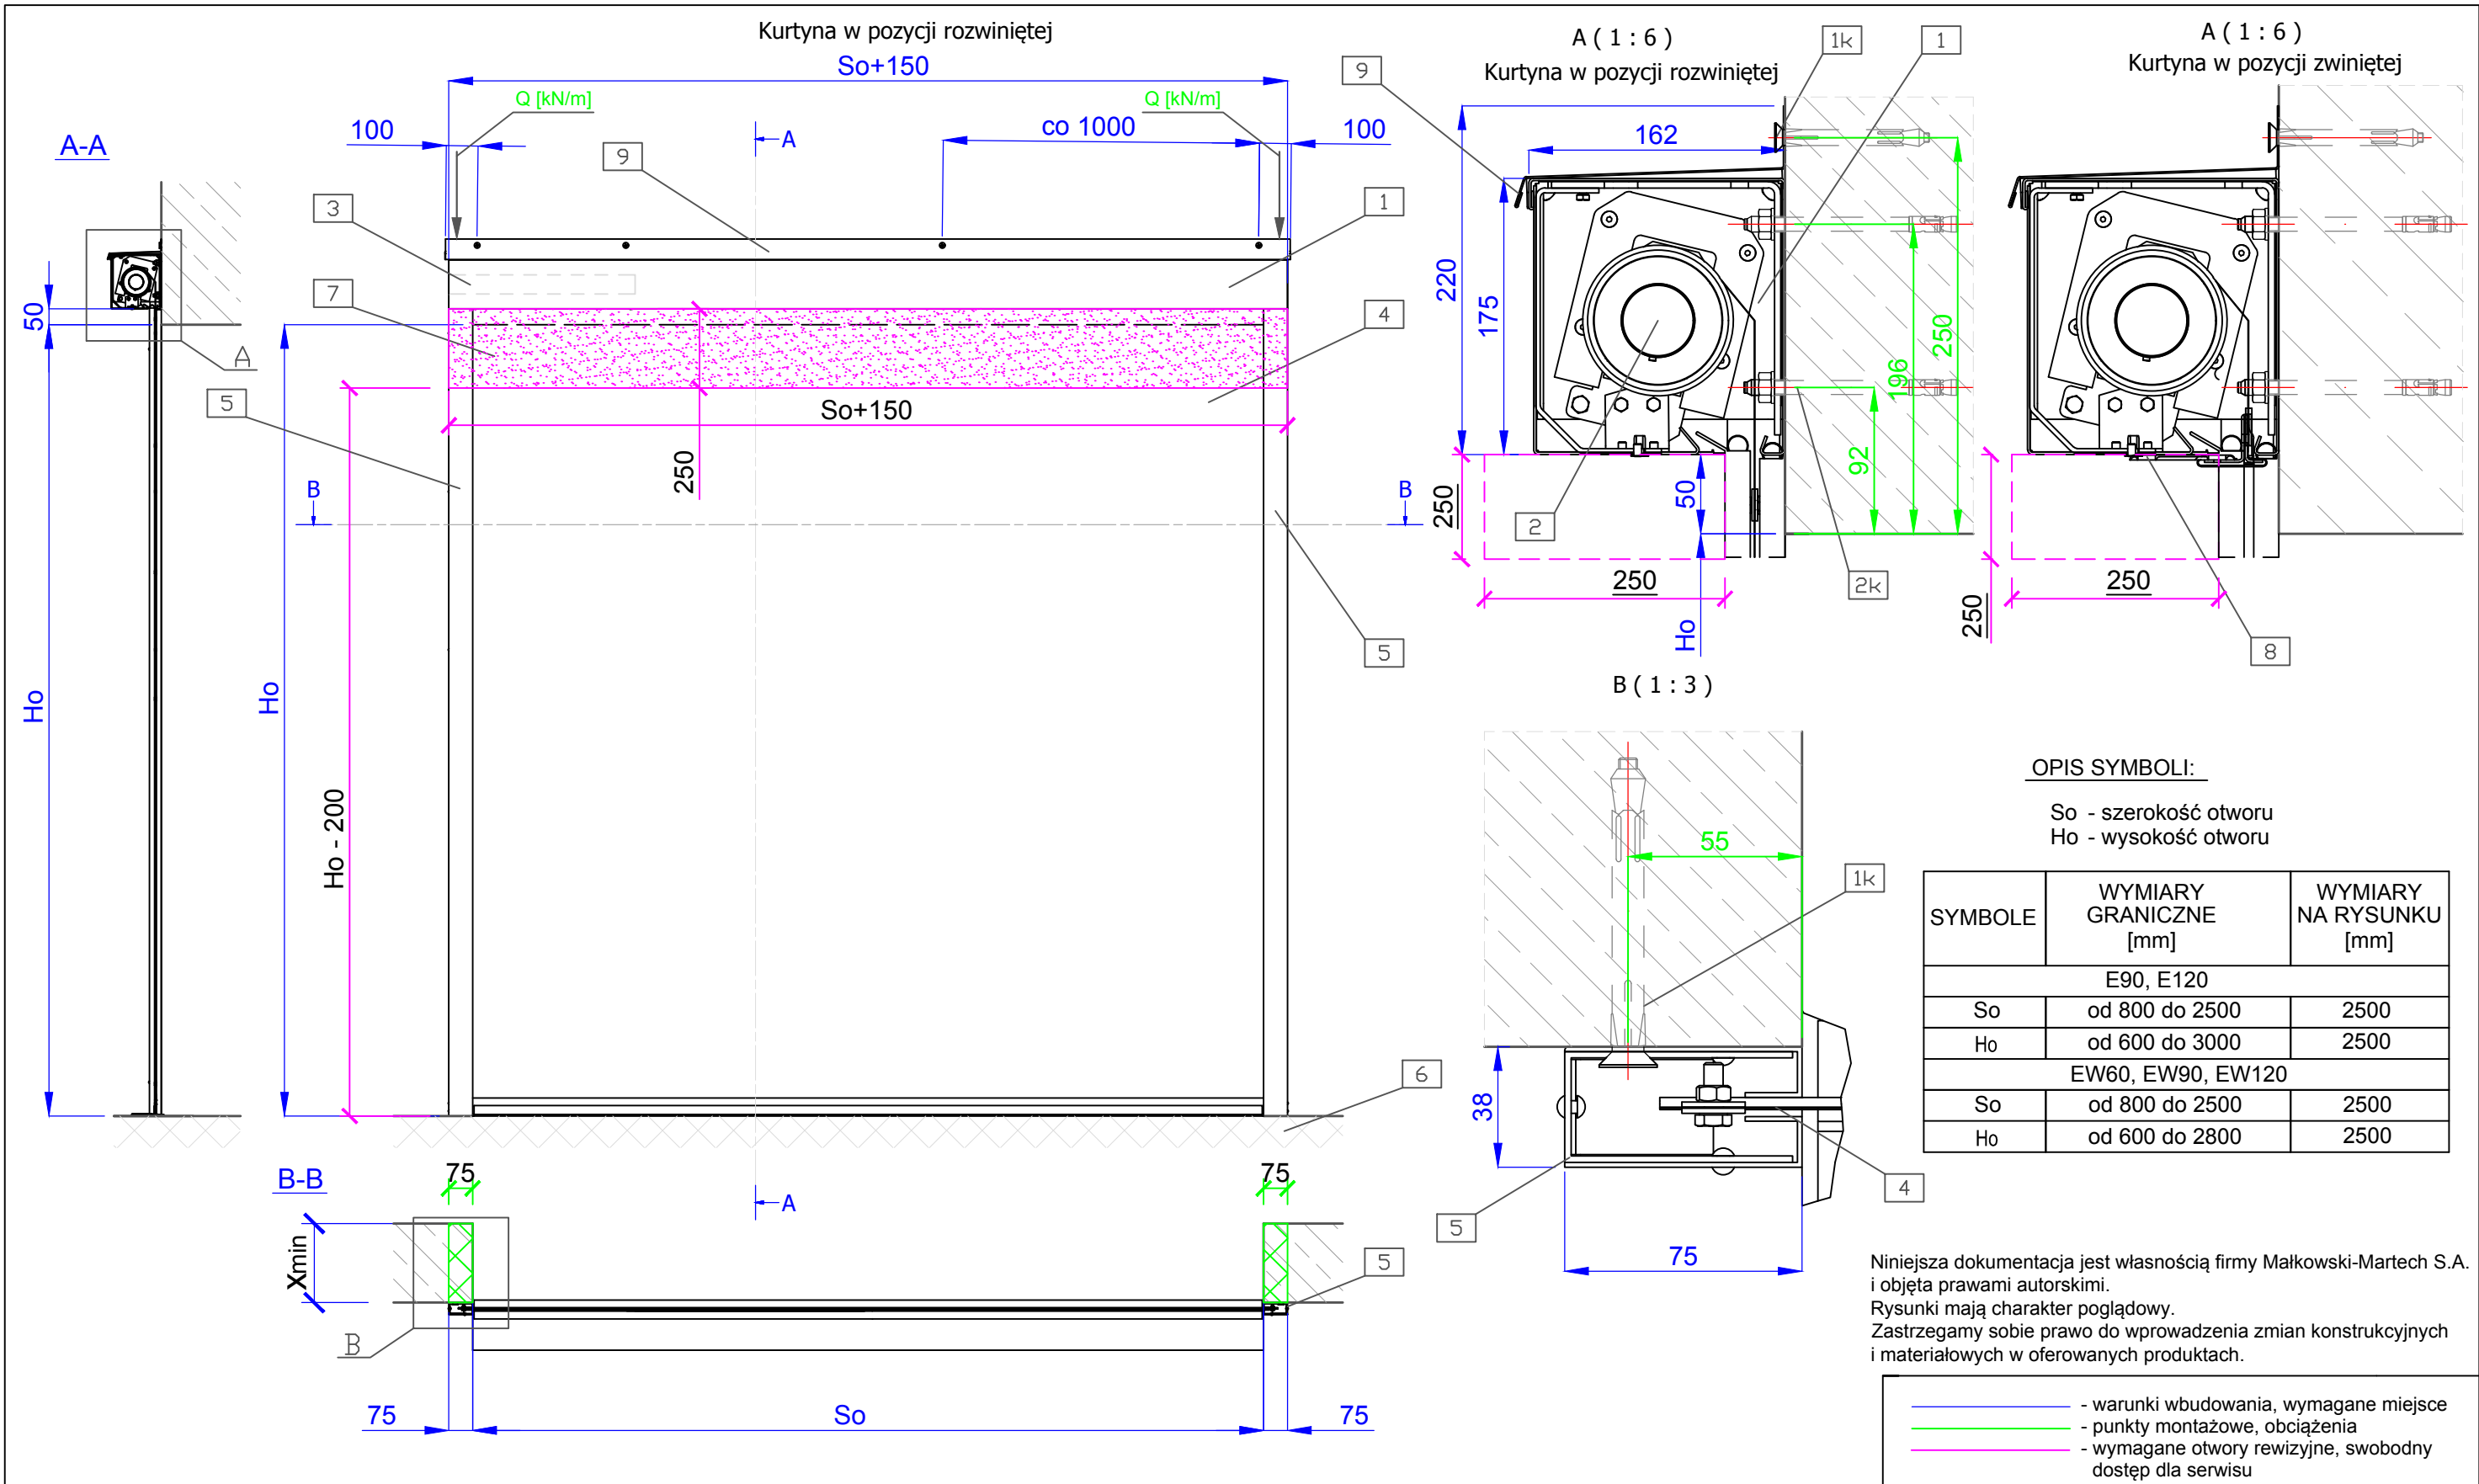 Kurtyna w pozycji rozwiniętej
So+150
Q [kN/m]
Q [kN/m]
100
A
co 1000
100
A-A
9
3
1
7
4
50
A
5
So+150
250
B
B
5
Ho
Ho
Ho - 200
6
B-B
75
75
A
Xmin
5
B
75
So
75
A ( 1 : 6 )
Kurtyna w pozycji rozwiniętej
9
1k
1
162
220
175
250
196
92
50
250
2
250
2k
Ho
A ( 1 : 6 )
Kurtyna w pozycji zwiniętej
250
250
8
B ( 1 : 3 )
55
1k
38
4
5
75
OPIS SYMBOLI:
So - szerokość otworu
Ho - wysokość otworu
SYMBOLE WYMIARY GRANICZNE [mm] WYMIARY NA RYSUNKU [mm]
E90, E120
So od 800 do 2500 2500
Ho od 600 do 3000 2500
EW60, EW90, EW120
So od 800 do 2500 2500
Ho od 600 do 2800 2500
Niniejsza dokumentacja jest własnością firmy Małkowski-Martech S.A.
i objęta prawami autorskimi.
Rysunki mają charakter poglądowy.
Zastrzegamy sobie prawo do wprowadzenia zmian konstrukcyjnych
i materiałowych w oferowanych produktach.
- warunki wbudowania, wymagane miejsce
- punkty montażowe, obciążenia
- wymagane otwory rewizyjne, swobodny
dostęp dla serwisu